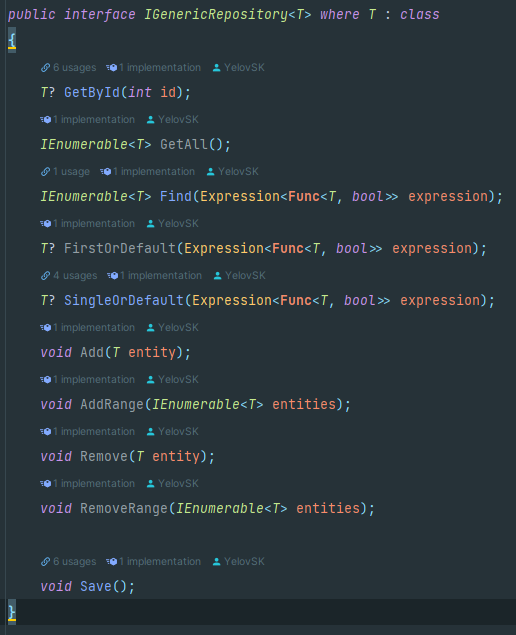 public interface IGenericRepository<T> where T : class
{
6 usages 1 implementation YelovSK
T? GetById(int id);
1 implementation YelovSK
IEnumerable<T> GetAll();
1 usage 1 implementation YelovSK
IEnumerable<T> Find(Expression<Func<T, bool>> expression);
1 implementation YelovSK
T? FirstOrDefault(Expression<Func<T, bool>> expression);
4 usages 1 implementation YelovSK
T? SingleOrDefault(Expression<Func<T, bool>> expression);
1 implementation YelovSK
void Add(T entity);
1 implementation YelovSK
void AddRange(IEnumerable<T> entities);
1 implementation YelovSK
void Remove(T entity);
1 implementation YelovSK
void RemoveRange(IEnumerable<T> entities);
6 usages 1 implementation YelovSK
void Save();
}